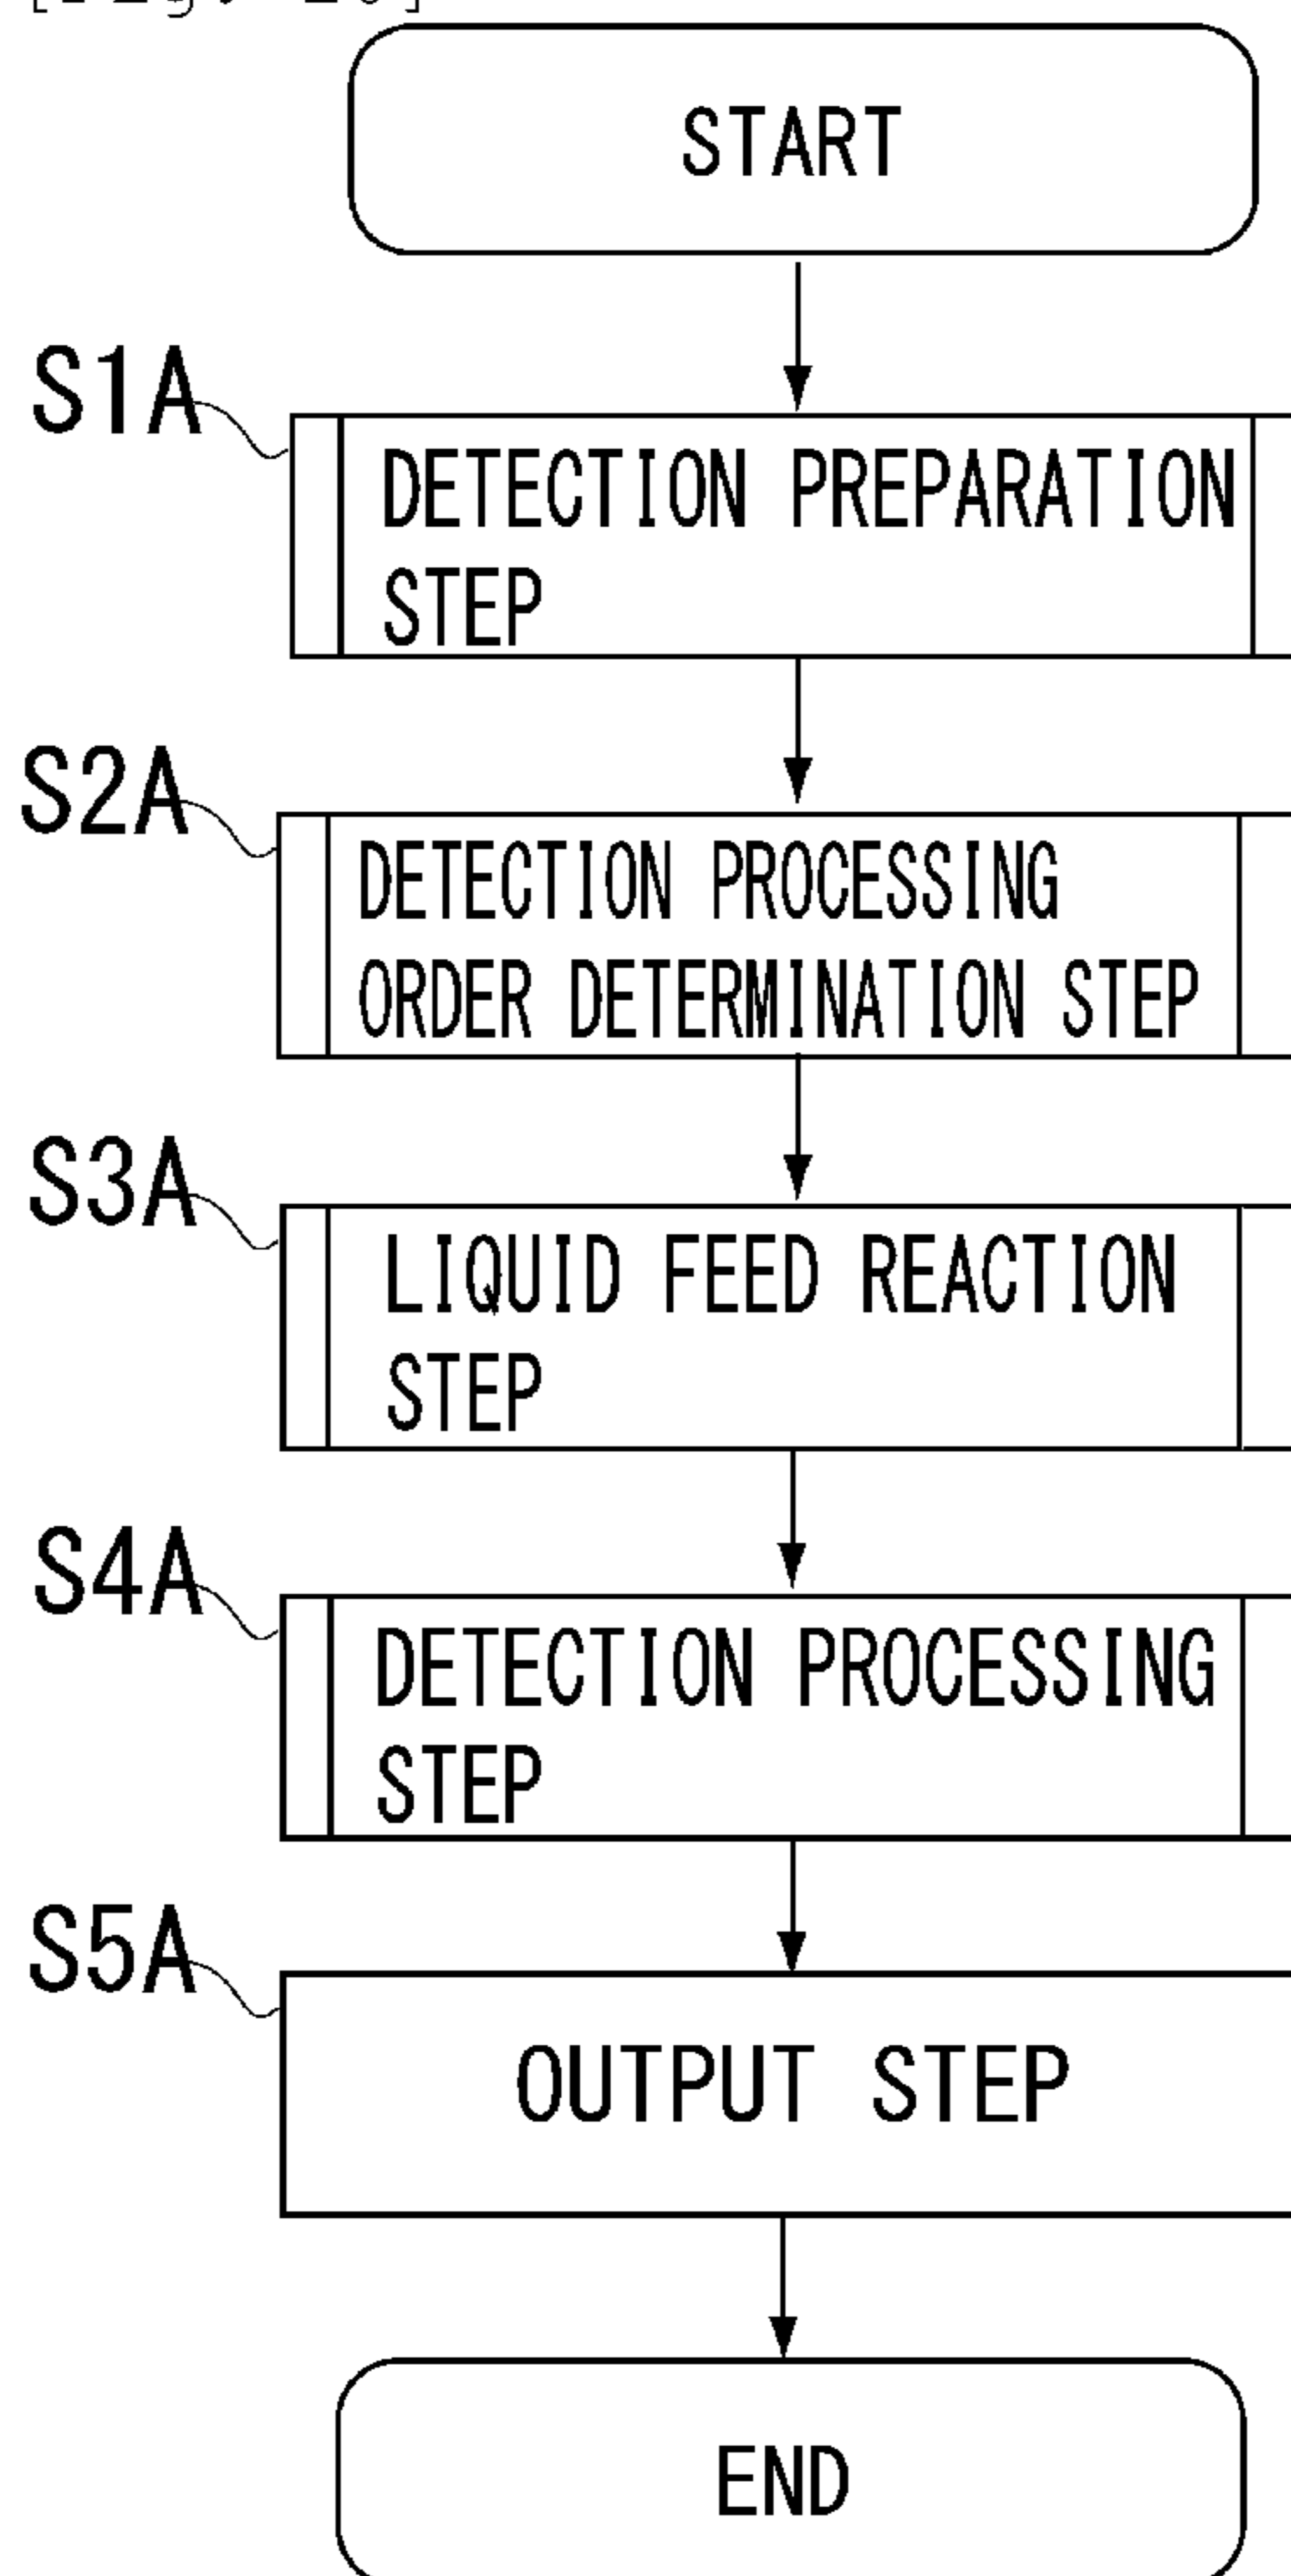 START
S1A
DETECTION PREPARATION
STEP
S2A
DETECTION PROCESSING
ORDER DETERMINATION STEP
S3A
LIQUID FEED REACTION
STEP
S4A
DETECTION PROCESSING
STEP
S5A
OUTPUT STEP
END